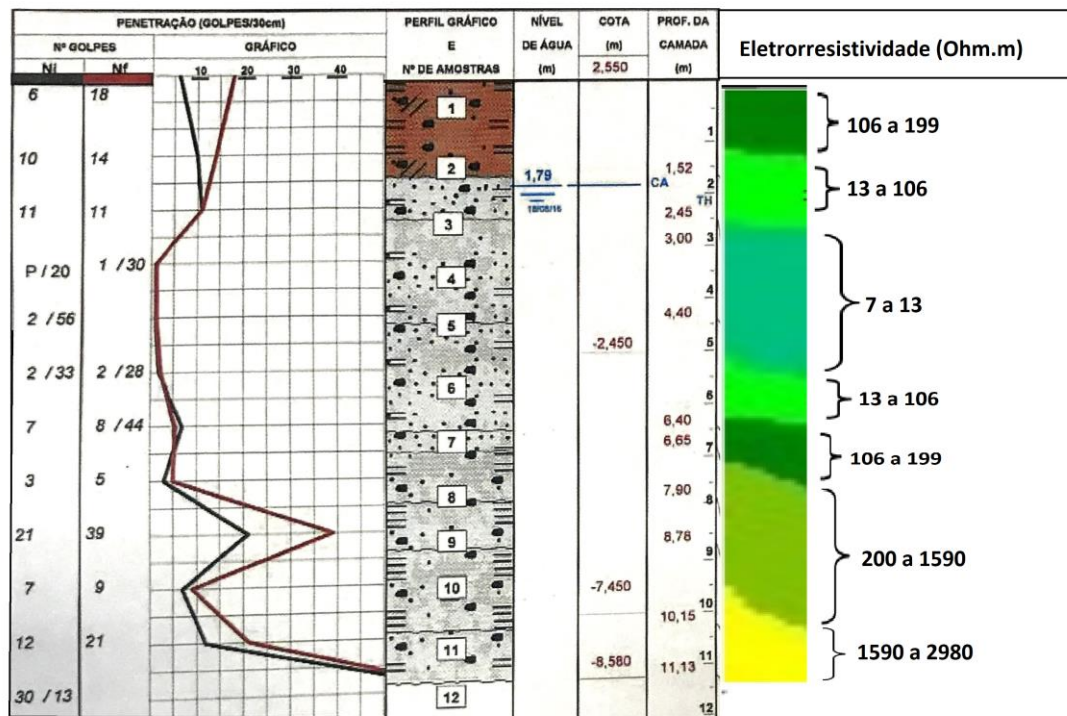 PENETRAÇÃO (GOLPES/30cm)
Nº GOLPES
GRÁFICO
Ni
Nf
10
20
30
40
PERFIL GRÁFICO
E
Nº DE AMOSTRAS
NÍVEL
DE ÁGUA
(m)
COTA
(m)
2,550
PROF. DA
CAMADA
(m)
Eletrorresistividade (Ohm.m)
6 18
10 14
11 11
P / 20 1 / 30
2 / 56
2 / 33 2 / 28
7 8 / 44
3 5
21 39
7 9
12 21
30 / 13
1
2
3
4
5
6
7
8
9
10
11
12
1,79
18/08/16
-2,450
-7,450
-8,580
CA
TH
1
1,52
2
2,45
3,00
3
4
4,40
5
6
6,40
6,65
7
7,90
8
8,78
9
10
10,15
11
11,13
12
106 a 199
13 a 106
7 a 13
13 a 106
106 a 199
200 a 1590
1590 a 2980